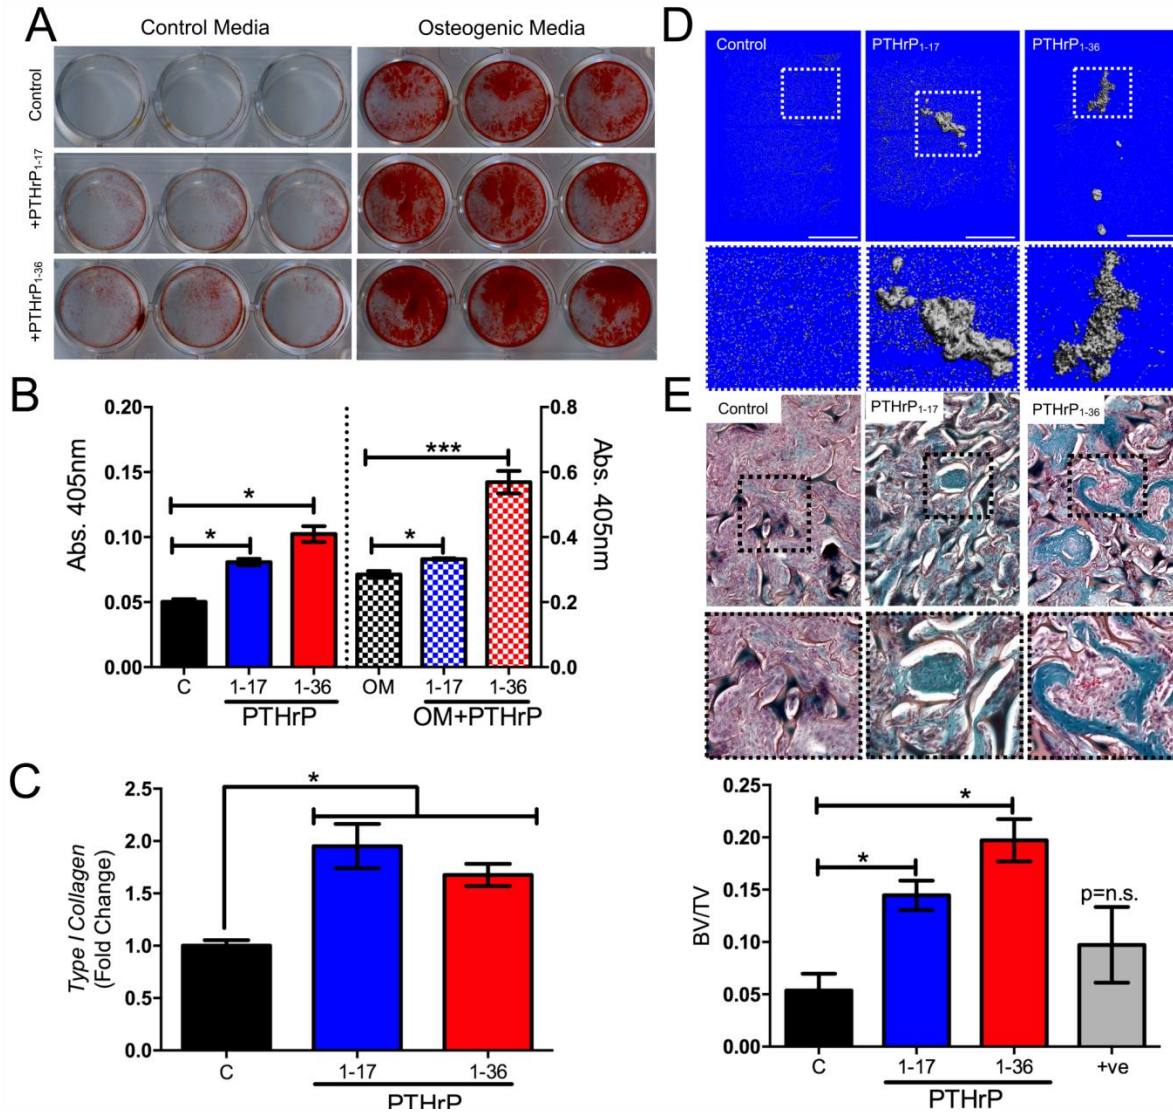 A
Control Media
Osteogenic Media
Control
+PTHrP1-17
+PTHrP1-36
B
Abs. 405nm
0.20
0.15
0.10
0.05
0.00
*
*
*
***
0.8
0.6
0.4
0.2
0.0
Abs. 405nm
C
1-17
1-36
OM
1-17
1-36
PTHrP
OM+PTHrP
C
Type I Collagen
(Fold Change)
2.5
2.0
1.5
1.0
0.5
0.0
*
C
1-17
1-36
PTHrP
D
Control
PTHrP1-17
PTHrP1-36
E
Control
PTHrP1-17
PTHrP1-36
BV/TV
0.20
0.15
0.10
0.05
0.00
*
*
p=n.s.
C
1-17
1-36
+ve
PTHrP